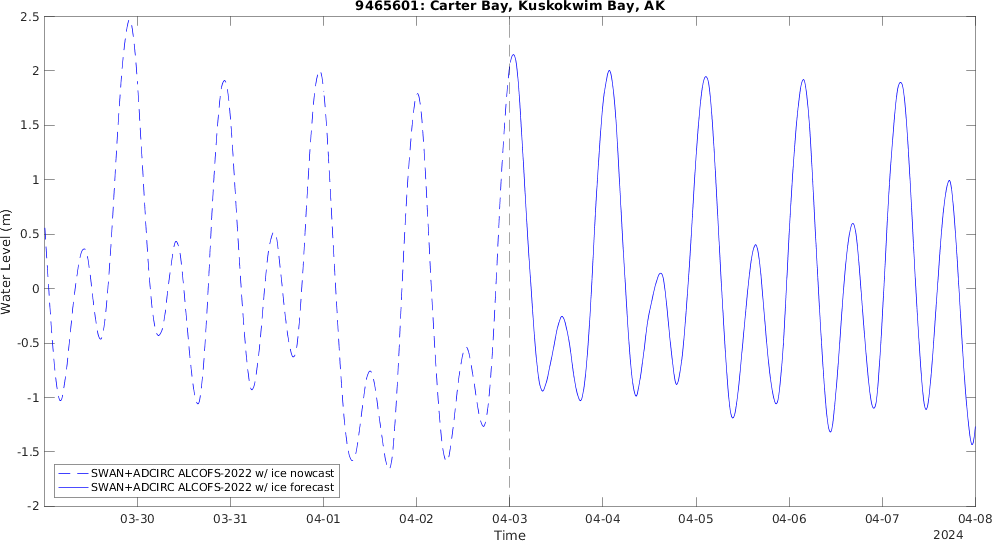 9465601: Carter Bay, Kuskokwim Bay, AK
Water Level (m)
2.5
2
1.5
1
0.5
0
-0.5
-1
-1.5
-2
SWAN+ADCIRC ALCOFS-2022 w/ ice nowcast
SWAN+ADCIRC ALCOFS-2022 w/ ice forecast
03-30 03-31 04-01 04-02 04-03 04-04 04-05 04-06 04-07 04-08
Time
2024